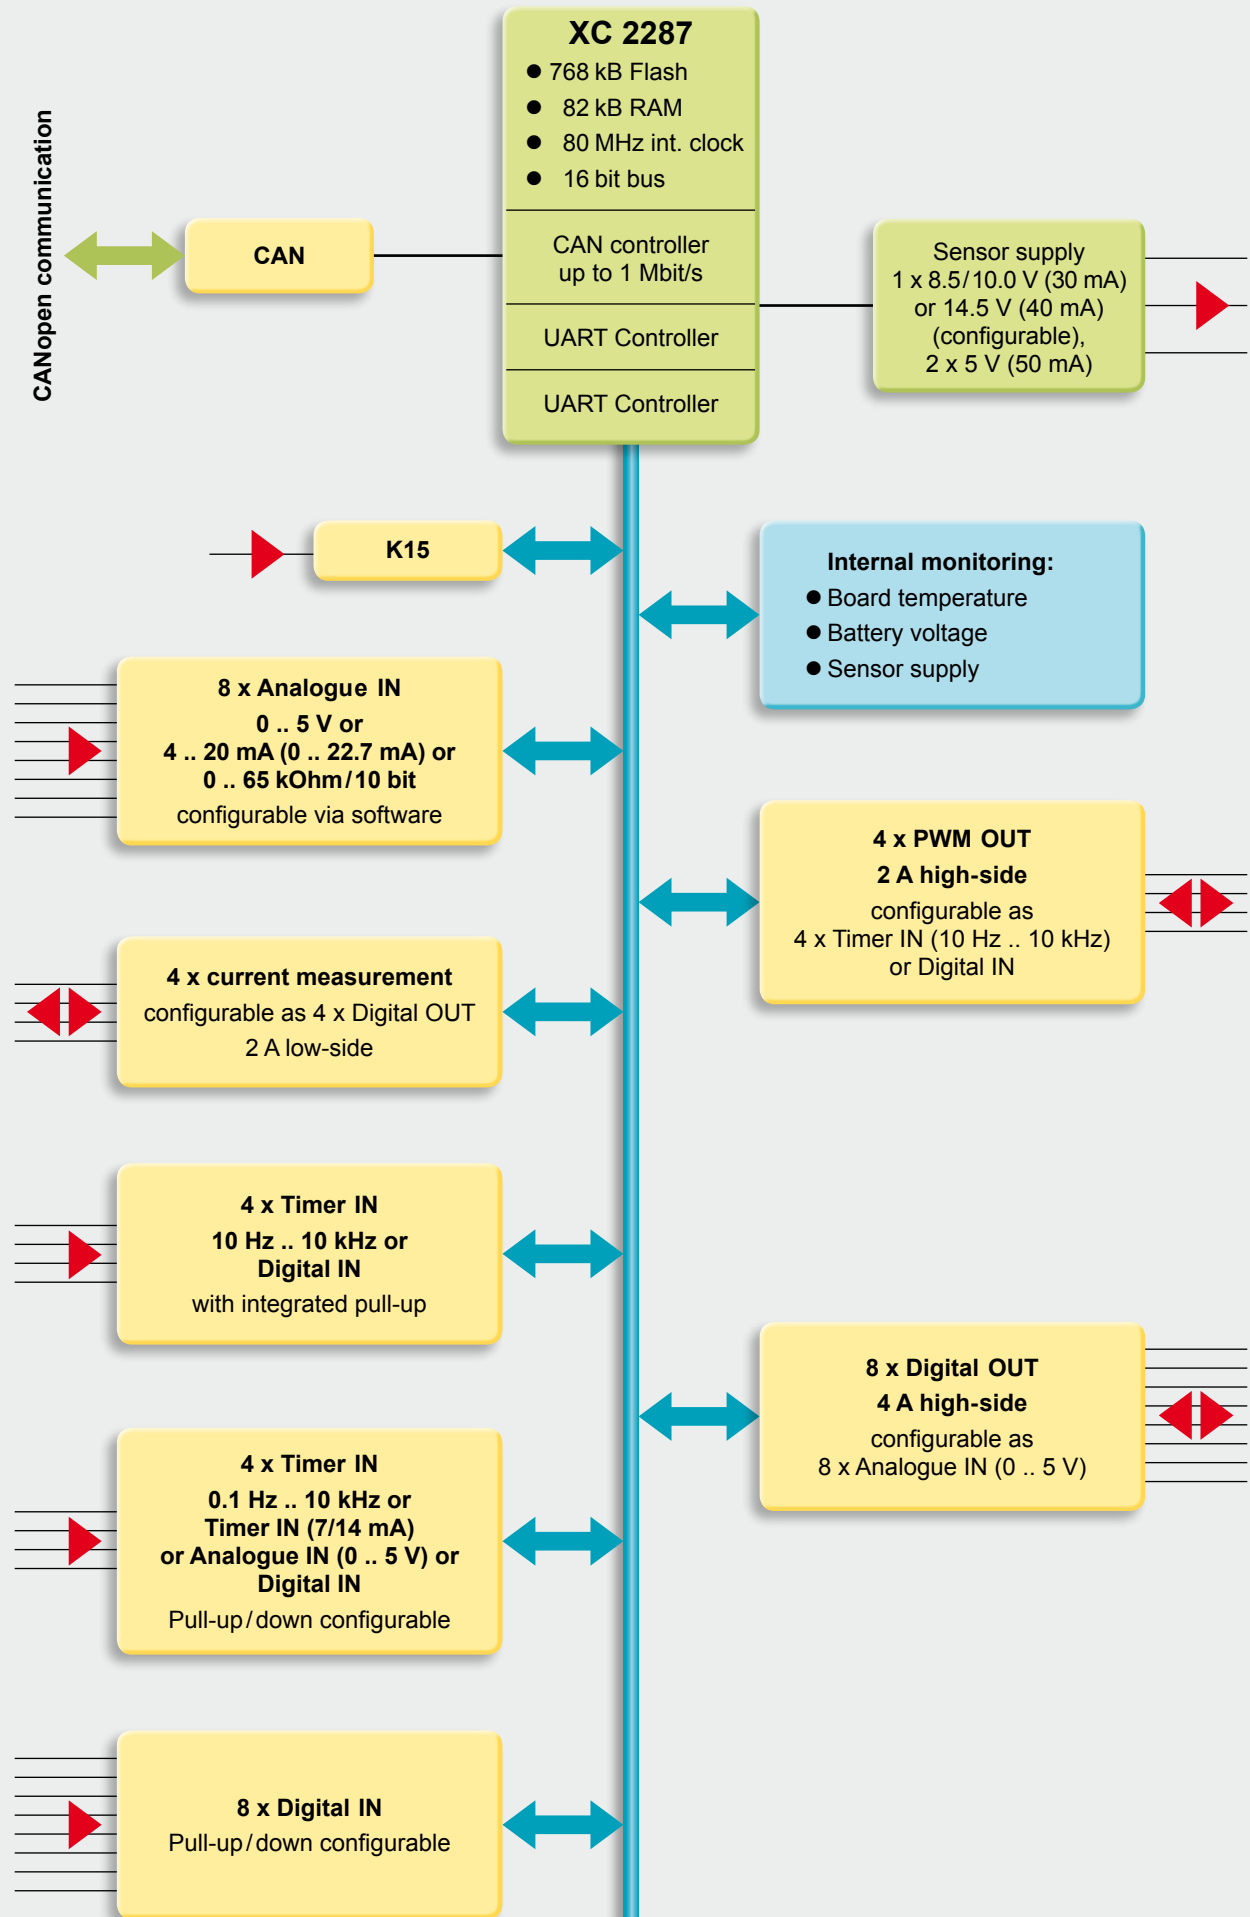 XC 2287
● 768 kB Flash
● 82 kB RAM
● 80 MHz int. clock
● 16 bit bus
CAN controller
up to 1 Mbit/s
UART Controller
UART Controller
CANopen communication
CAN
Sensor supply
1 x 8.5/10.0 V (30 mA)
or 14.5 V (40 mA)
(configurable),
2 x 5 V (50 mA)
K15
Internal monitoring:
● Board temperature
● Battery voltage
● Sensor supply
8 x Analogue IN
0 .. 5 V or
4 .. 20 mA (0 .. 22.7 mA) or
0 .. 65 kOhm/10 bit
configurable via software
4 x PWM OUT
2 A high-side
configurable as
4 x Timer IN (10 Hz .. 10 kHz)
or Digital IN
4 x current measurement
configurable as 4 x Digital OUT
2 A low-side
4 x Timer IN
10 Hz .. 10 kHz or
Digital IN
with integrated pull-up
8 x Digital OUT
4 A high-side
configurable as
8 x Analogue IN (0 .. 5 V)
4 x Timer IN
0.1 Hz .. 10 kHz or
Timer IN (7/14 mA)
or Analogue IN (0 .. 5 V) or
Digital IN
Pull-up/down configurable
8 x Digital IN
Pull-up/down configurable